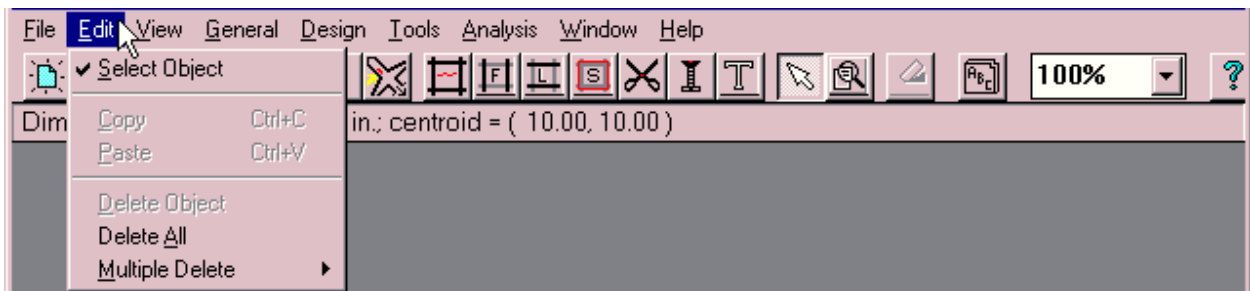 File Edit View General Design Tools Analysis Window Help
Select Object
F L S T A B C 100% ?
Dim in.; centroid = ( 10.00, 10.00 )
Copy Ctrl+C
Paste Ctrl+V
Delete Object
Delete All
Multiple Delete